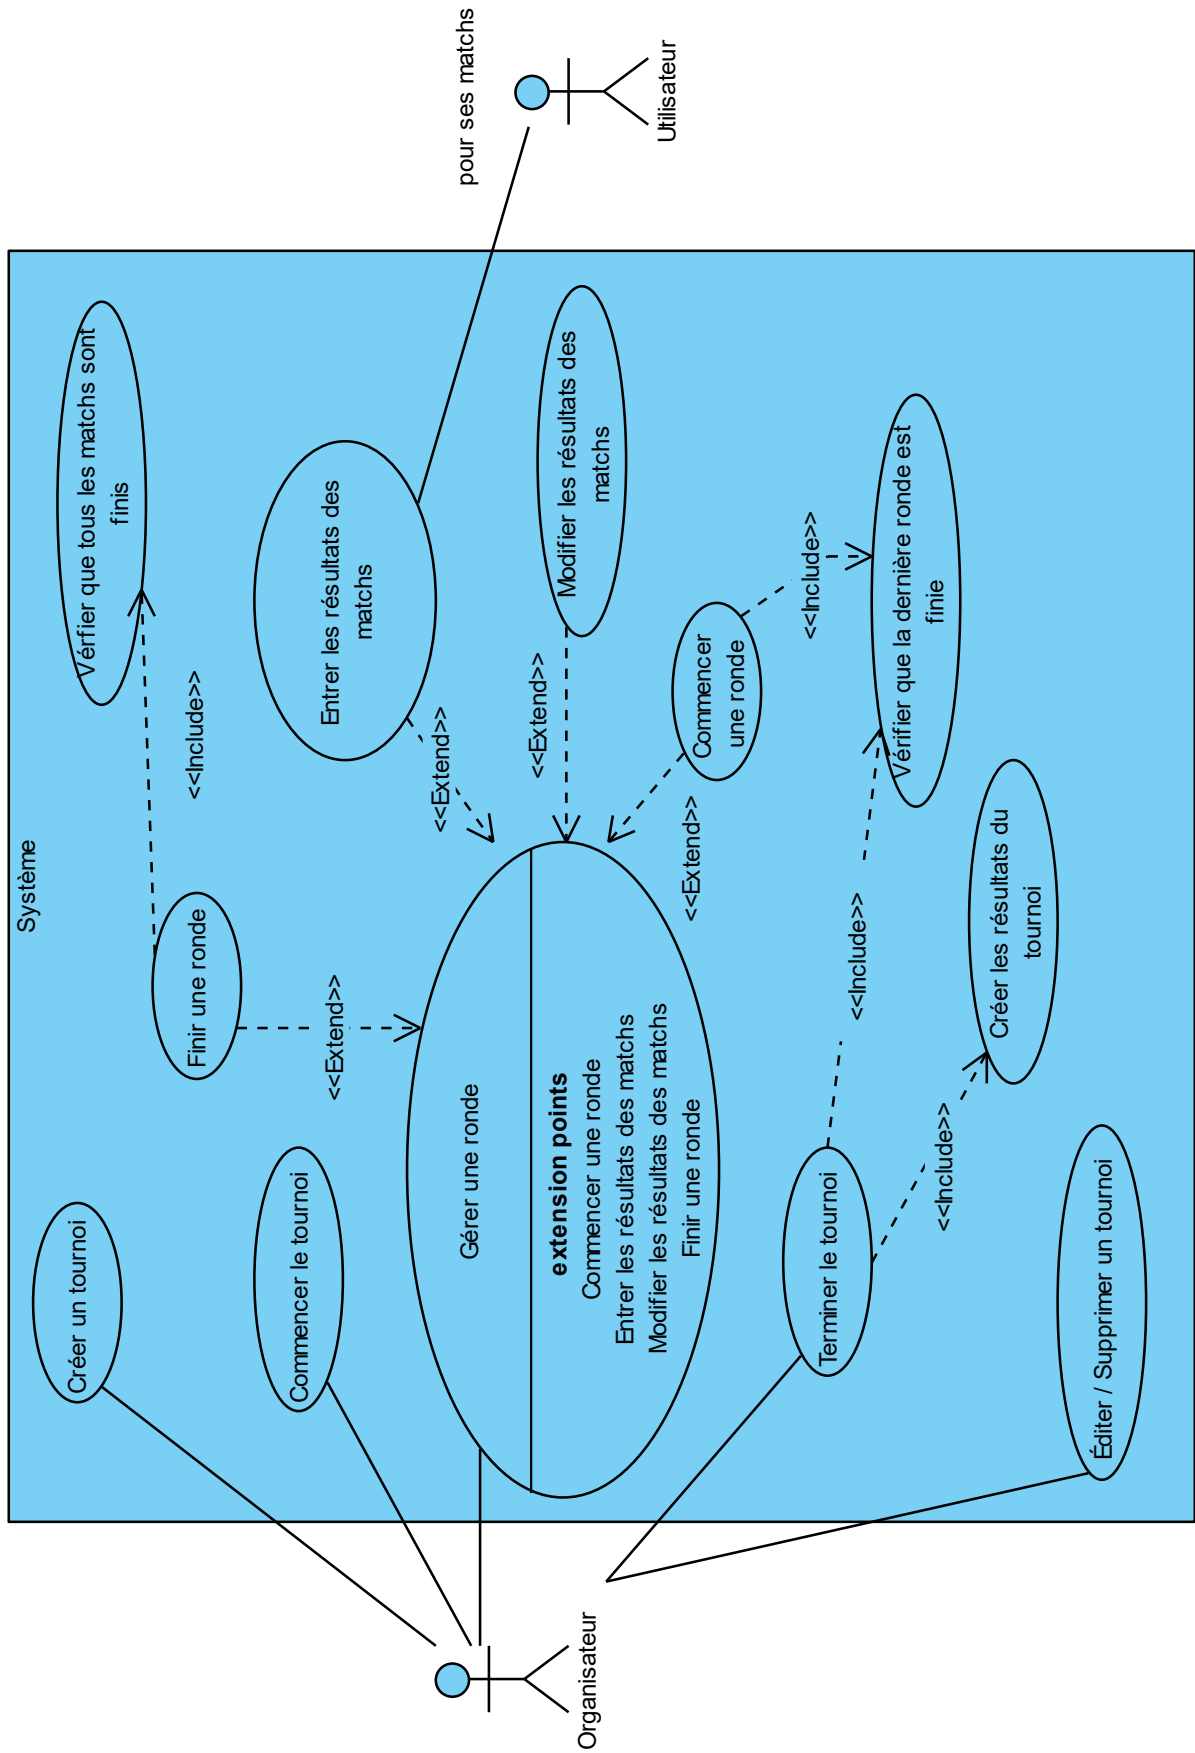 Système
Créer un tournoi
Finir une ronde
Vérfier que tous les matchs sont
finis
<<Include>>
Commencer le tournoi
<<Extend>>
Entrer les résultats des
matchs
<<Extend>>
pour ses matchs
Utilisateur
Organisateur
Gérer une ronde
extension points
Commencer une ronde
Entrer les résultats des matchs
Modifier les résultats des matchs
Finir une ronde
<<Extend>>
Modifier les résultats des
matchs
<<Extend>>
Commencer
une ronde
<<Include>>
Terminer le tournoi
<<Include>>
Vérifier que la dernière ronde est
finie
<<Include>>
Créer les résultats du
tournoi
Éditer / Supprimer un tournoi